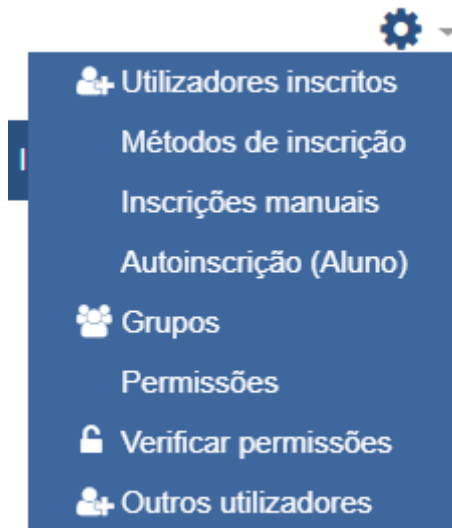 Utilizadores inscritos
Métodos de inscrição
Inscrições manuais
Autoinscrição (Aluno)
Grupos
Permissões
Verificar permissões
Outros utilizadores